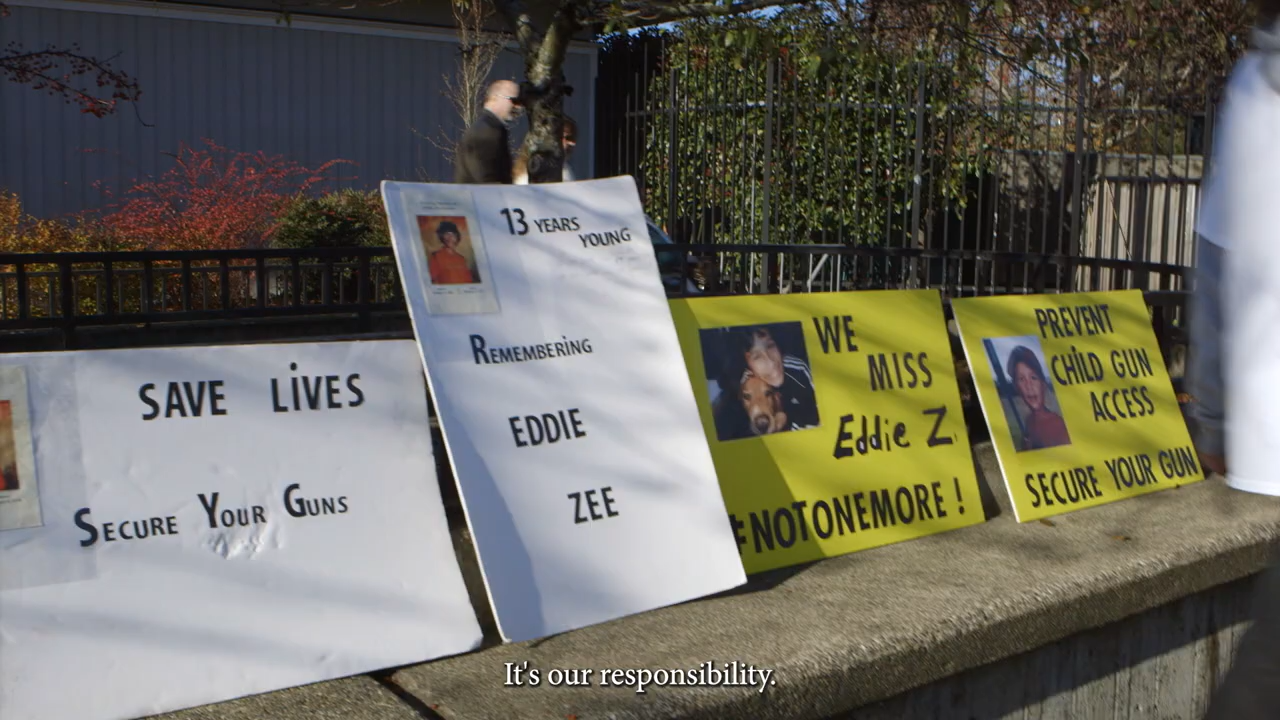 SAVE LIVES
SECURE YOUR GUNS
13 YEARS
YOUNG
REMEMBERING
EDDIE
ZEE
WE
MISS
Eddie Z.
#NOTONEMORE!
PREVENT
CHILD GUN
ACCESS
SECURE YOUR GUN
It's our responsibility.